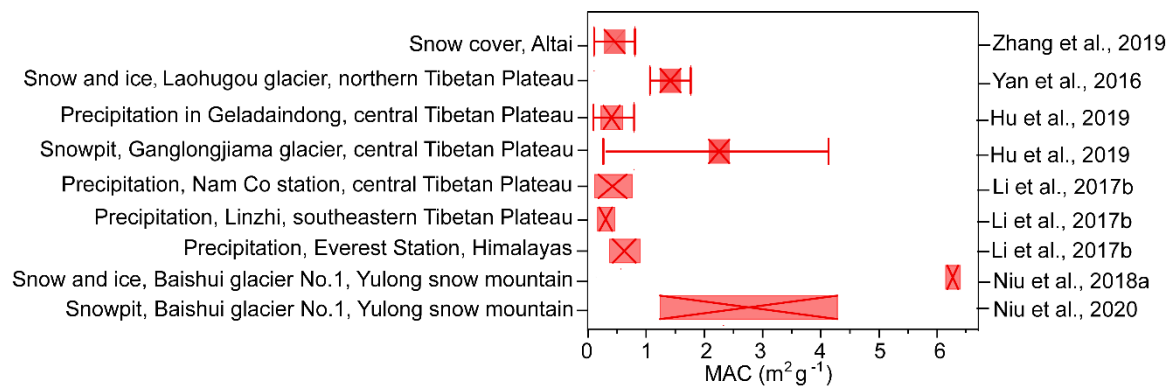 Snow cover, Altai Zhang et al., 2019
Snow and ice, Laohugou glacier, northern Tibetan Plateau Yan et al., 2016
Precipitation in Geladaindong, central Tibetan Plateau Hu et al., 2019
Snowpit, Ganglongjiama glacier, central Tibetan Plateau Hu et al., 2019
Precipitation, Nam Co station, central Tibetan Plateau Li et al., 2017b
Precipitation, Linzhi, southeastern Tibetan Plateau Li et al., 2017b
Precipitation, Everest Station, Himalayas Li et al., 2017b
Snow and ice, Baishui glacier No.1, Yulong snow mountain Niu et al., 2018a
Snowpit, Baishui glacier No.1, Yulong snow mountain Niu et al., 2020
0 1 2 3 4 5 6
MAC (m² g⁻¹)